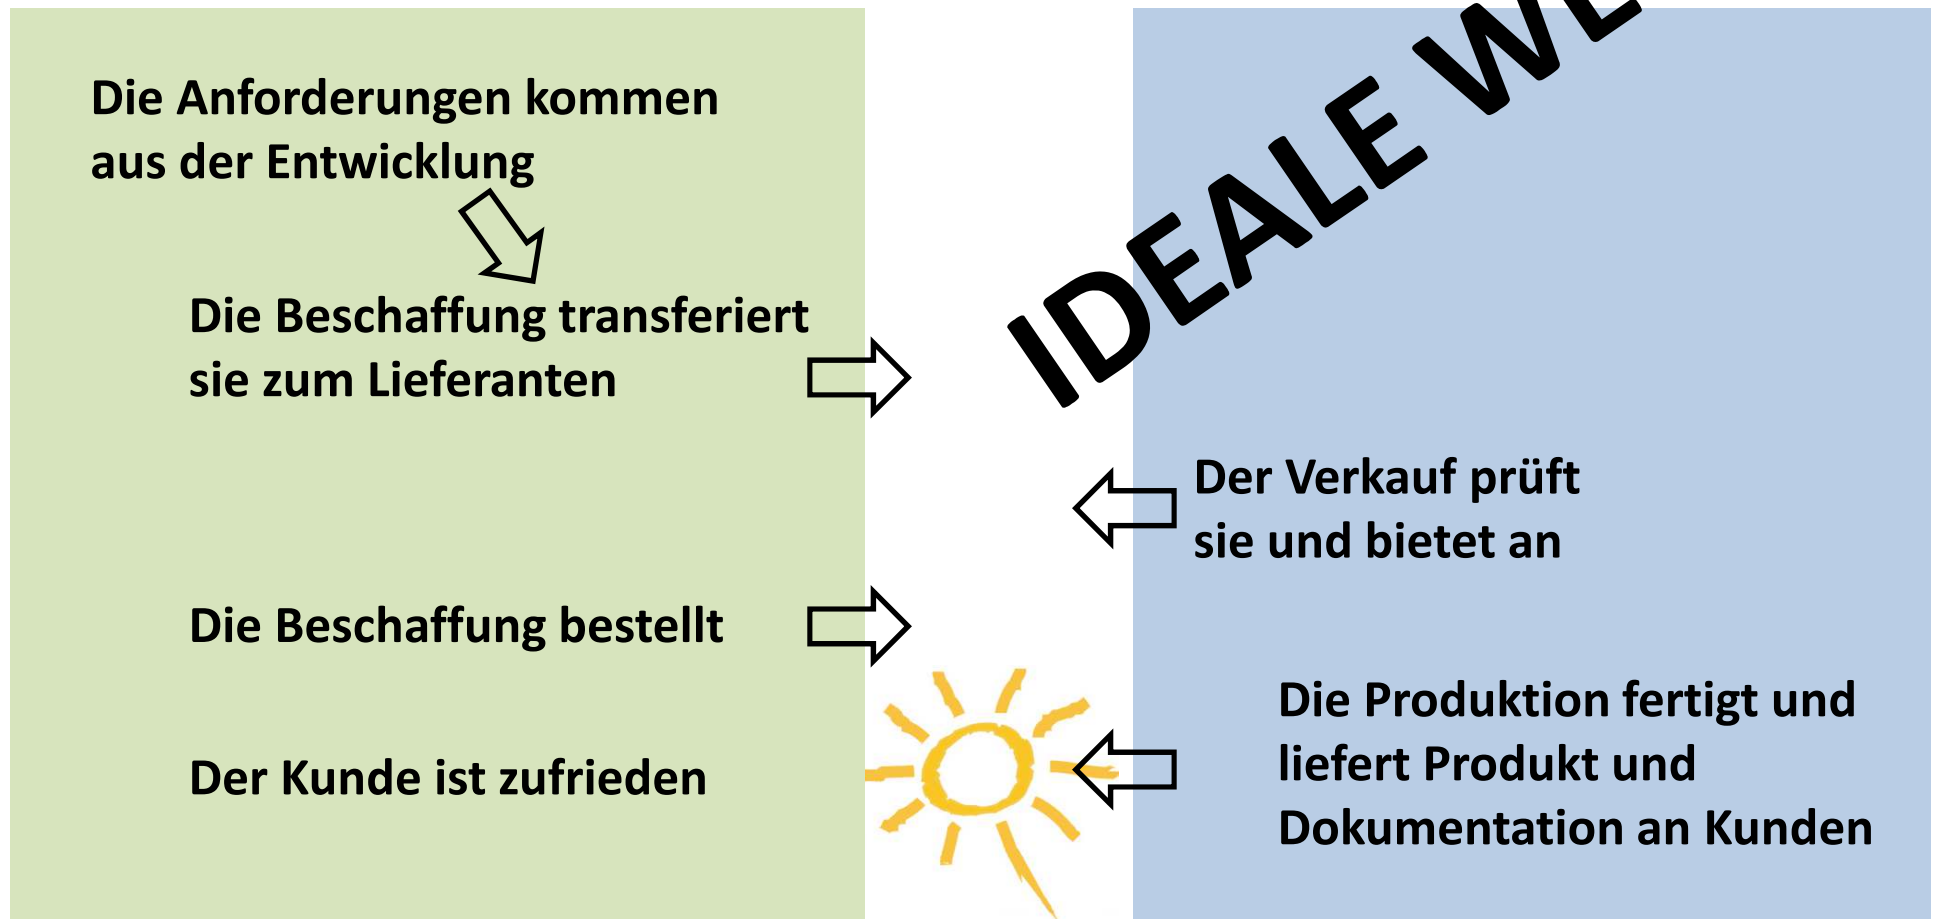 IDEALE WE
Die Anforderungen kommen
aus der Entwicklung
Die Beschaffung transferiert
sie zum Lieferanten
Der Verkauf prüft
sie und bietet an
Die Beschaffung bestellt
Die Produktion fertigt und
liefert Produkt und
Dokumentation an Kunden
Der Kunde ist zufrieden